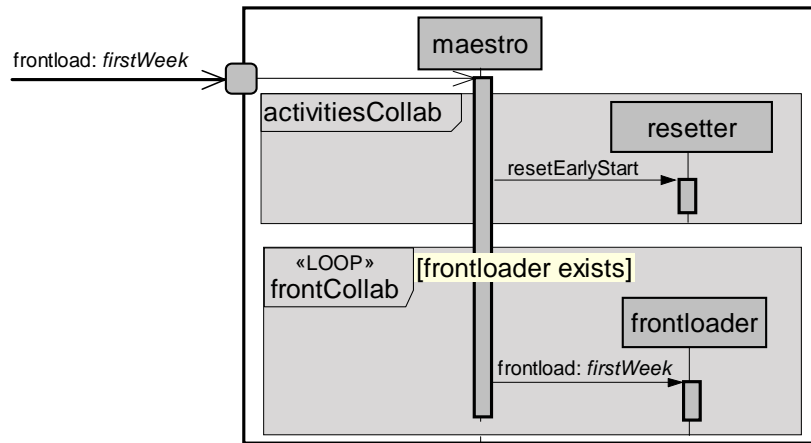 frontload: firstWeek
maestro
activitiesCollab
resetter
resetEarlyStart
«LOOP»
frontCollab
[frontloader exists]
frontloader
frontload: firstWeek